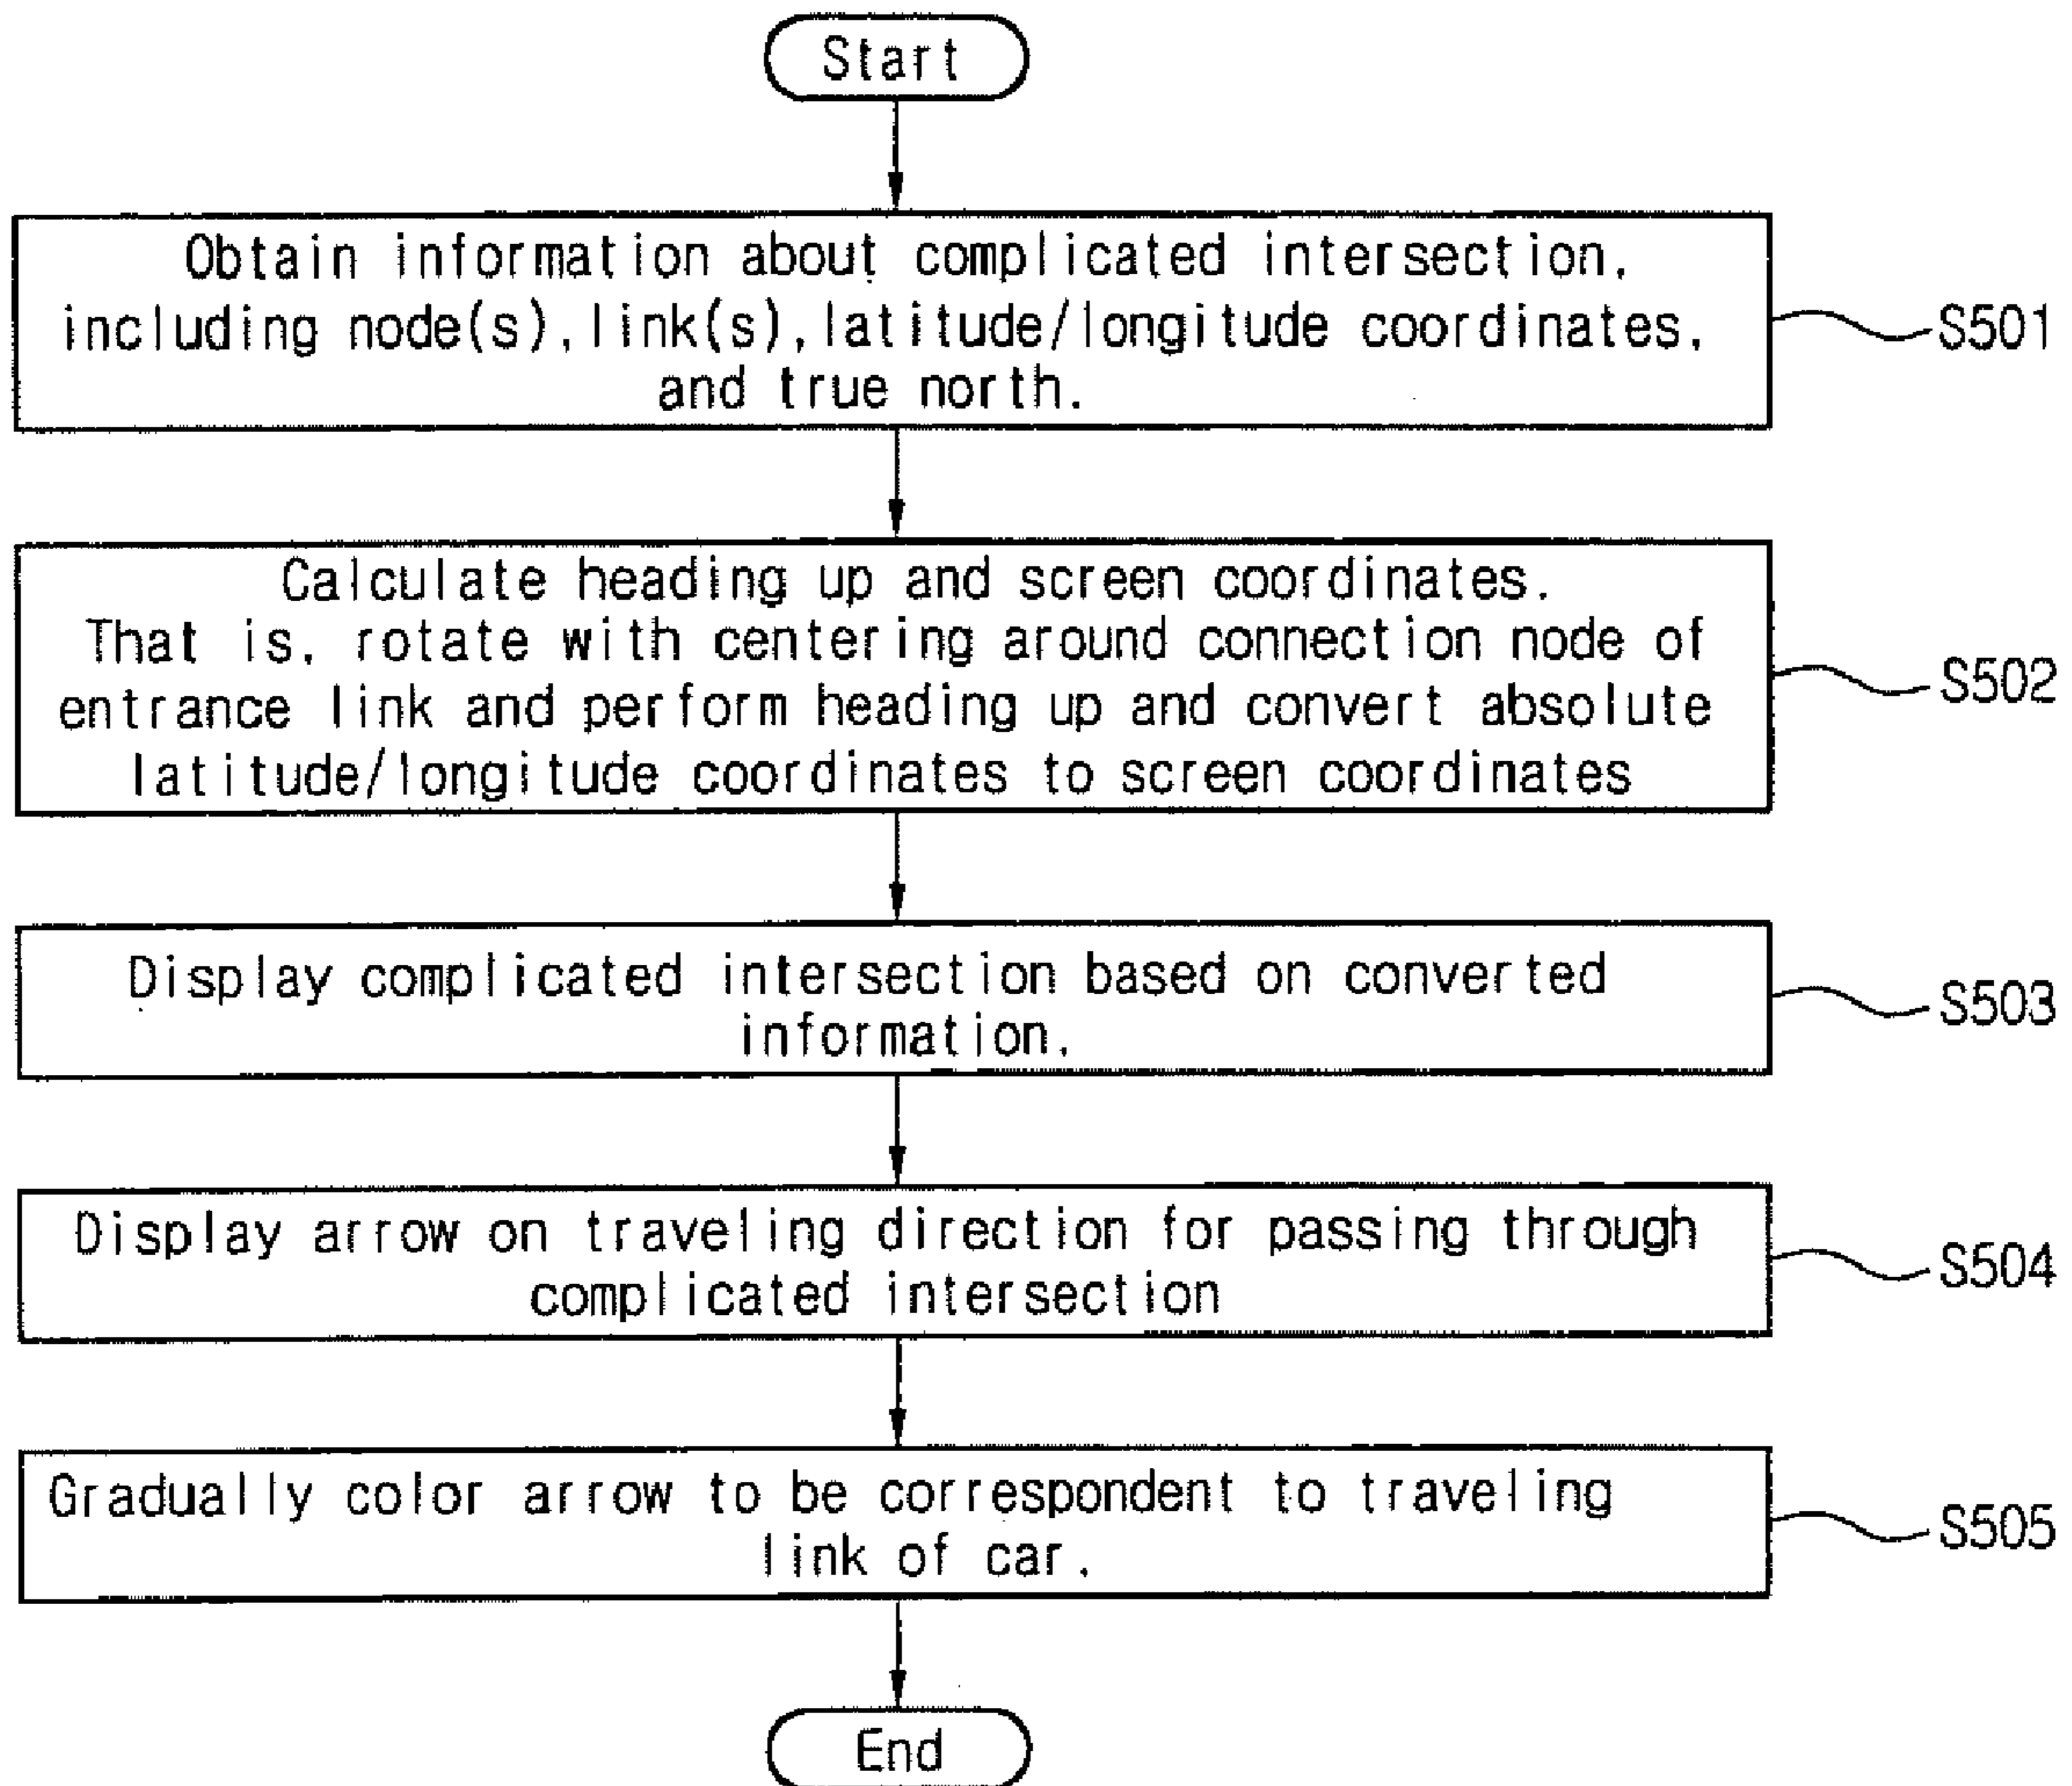 Start
Obtain information about complicated intersection,
including node(s), link(s), latitude/longitude coordinates,
and true north.
S501
Calculate heading up and screen coordinates.
That is, rotate with centering around connection node of
entrance link and perform heading up and convert absolute
latitude/longitude coordinates to screen coordinates
S502
Display complicated intersection based on converted
information.
S503
Display arrow on traveling direction for passing through
complicated intersection
S504
Gradually color arrow to be correspondent to traveling
link of car.
S505
End